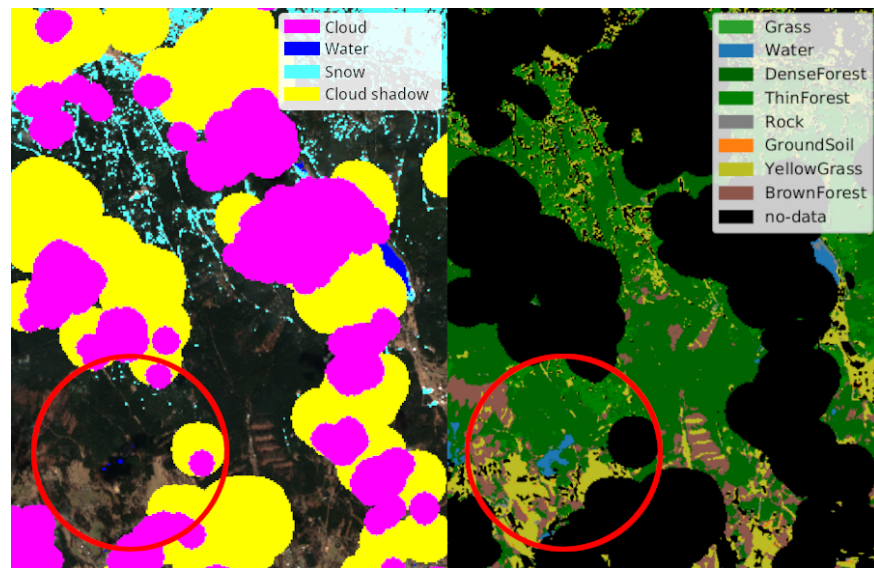 Cloud
Water
Snow
Cloud shadow
Grass
Water
DenseForest
ThinForest
Rock
GroundSoil
YellowGrass
BrownForest
no-data